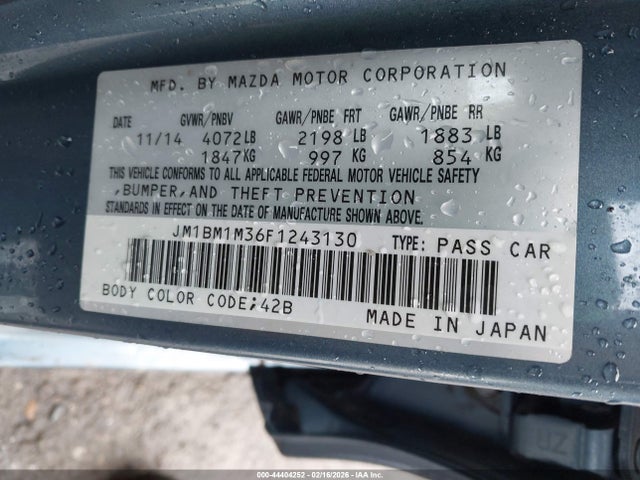 MFD. BY MAZDA MOTOR CORPORATION
DATE GVWR/PNBV GAWR/PNBE FRT GAWR/PNBE RR
11/14 4072LB 2198 LB 1883 LB
1847KG 997 KG 854 KG
THIS VEHICLE CONFORMS TO ALL APPLICABLE FEDERAL MOTOR VEHICLE SAFETY
,BUMPER,AND THEFT PREVENTION
STANDARDS IN EFFECT ON THE DATE OF MANUFACTURE SHOWN ABOVE.
JM1BM1M36F1243130 TYPE: PASS CAR
BODY COLOR CODE;42B MADE IN JAPAN
UZ
000-44404252 - 02/16/2026 - IAAI.COM